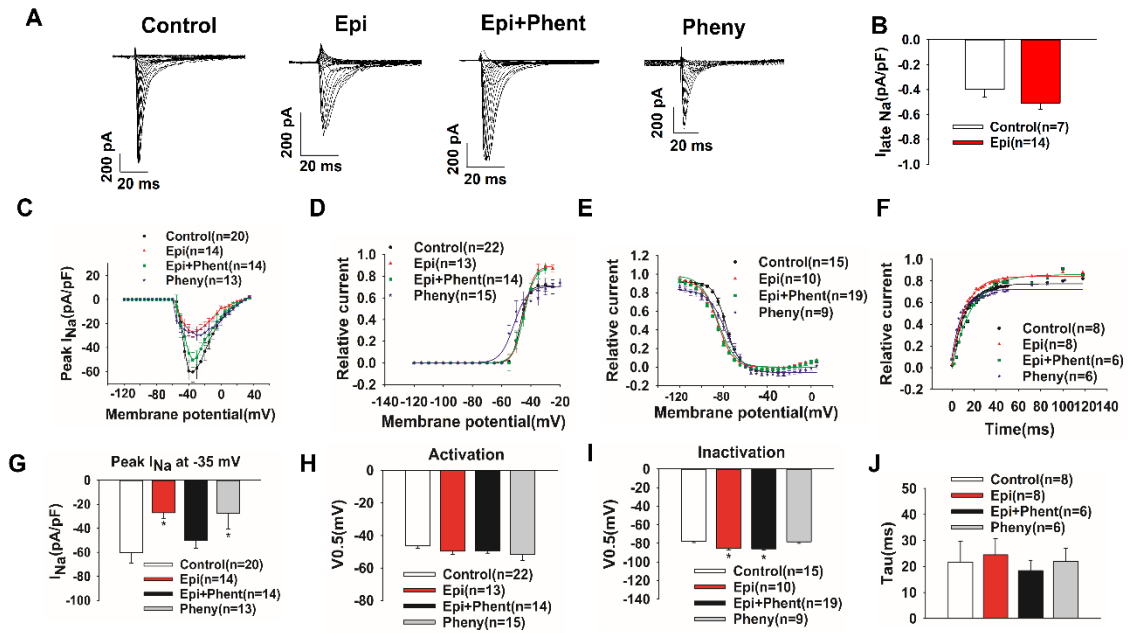 A
Control
Epi
Epi+Phent
Pheny
200 pA
20 ms
200 pA
20 ms
200 pA
20 ms
200 pA
20 ms
B
I late Na(pA/pF)
0.0
-0.2
-0.4
-0.6
-0.8
-1.0
Control(n=7)
Epi(n=14)
C
Peak INa(pA/pF)
20
0
-20
-40
-60
Control(n=20)
Epi(n=14)
Epi+Phent(n=14)
Pheny(n=13)
-120 -80 -40 0 40
Membrane potential(mV)
D
Relative current
1.0
0.8
0.6
0.4
0.2
0.0
0.2
Control(n=22)
Epi(n=13)
Epi+Phent(n=14)
Pheny(n=15)
-140 -120 -100 -80 -60 -40 -20 0
Membrane potential(mV)
E
Relative current
1.0
0.8
0.6
0.4
0.2
0.0
0.2
Control(n=15)
Epi(n=10)
Epi+Phent(n=19)
Pheny(n=9)
-120 -80 -40 0
Membrane potential(mV)
F
Relative current
1.0
0.8
0.6
0.4
0.2
0.0
Control(n=8)
Epi(n=8)
Epi+Phent(n=6)
Pheny(n=6)
0 20 40 60 80 100 120 140
Time(ms)
G
Peak INa at -35 mV
INa(pA/pF)
0
-20
-40
-60
-80
-100
*
*
Control(n=20)
Epi(n=14)
Epi+Phent(n=14)
Pheny(n=13)
H
Activation
V0.5(mV)
0
-20
-40
-60
-80
Control(n=22)
Epi(n=13)
Epi+Phent(n=14)
Pheny(n=15)
I
Inactivation
V0.5(mV)
0
-20
-40
-60
-80
-100
-120
-140
*
*
Control(n=15)
Epi(n=10)
Epi+Phent(n=19)
Pheny(n=9)
J
Tau(ms)
50
40
30
20
10
0
Control(n=8)
Epi(n=8)
Epi+Phent(n=6)
Pheny(n=6)